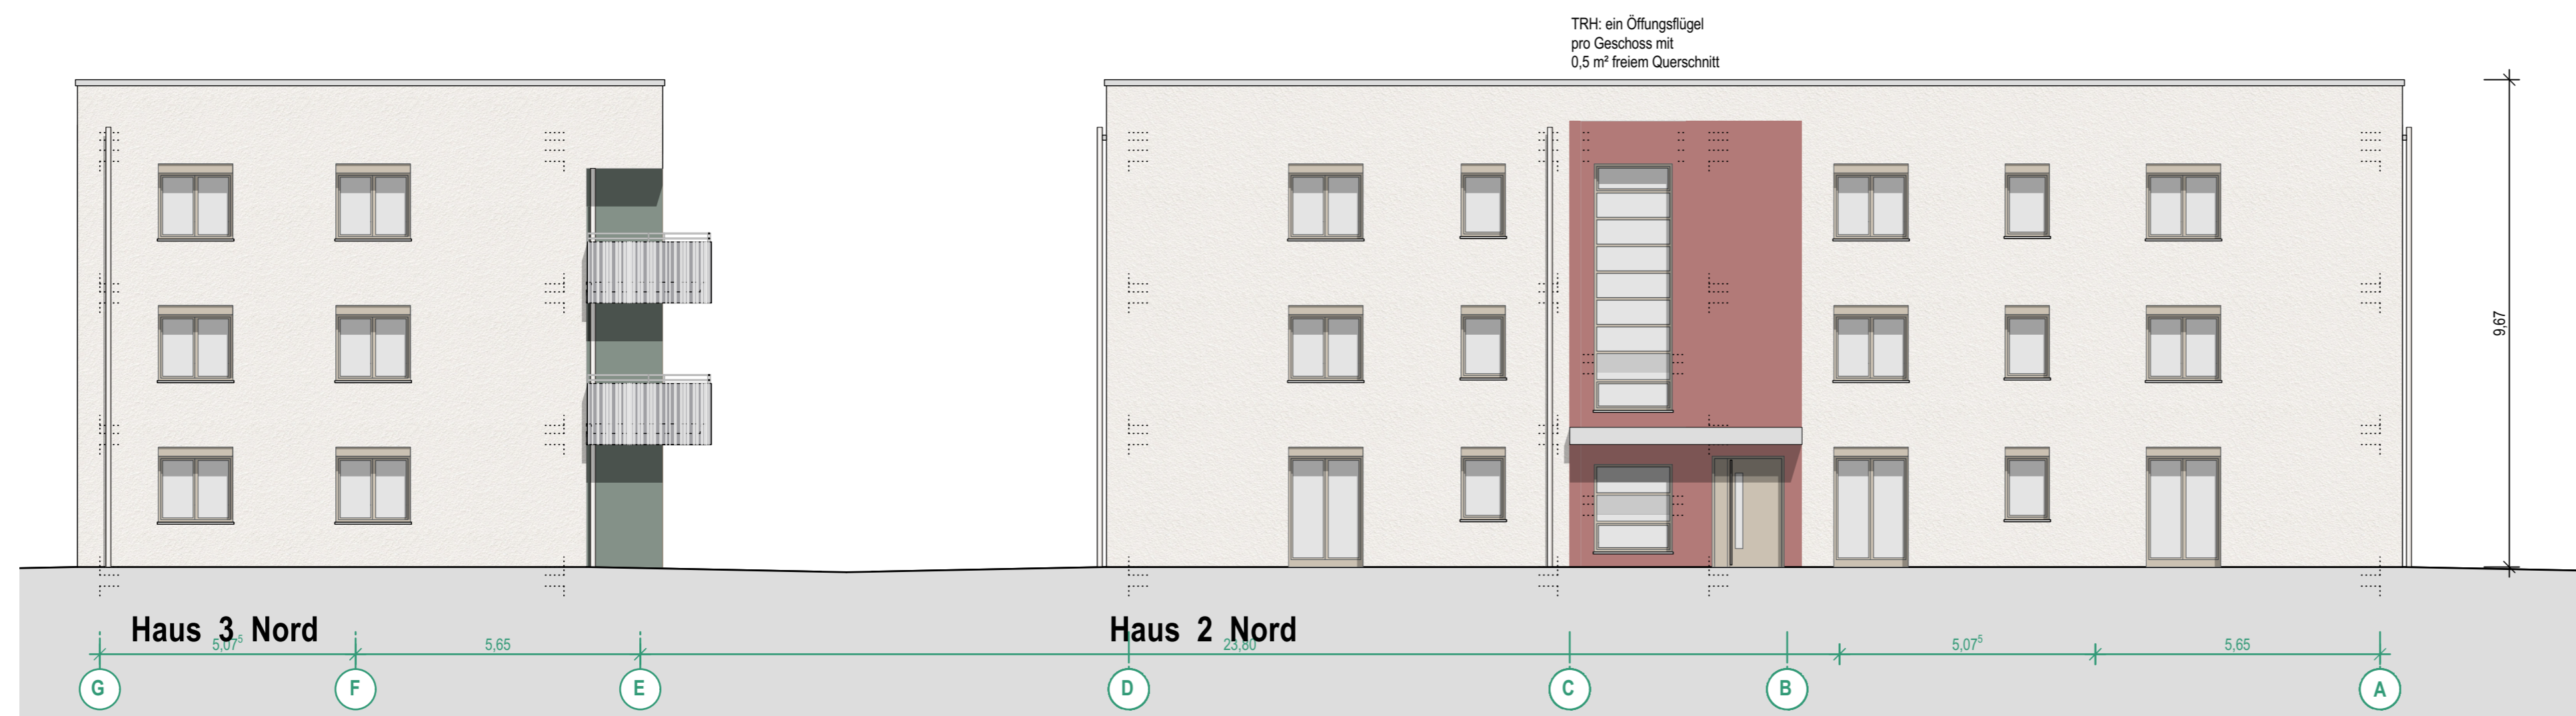 TRH: ein Öffungsflügel
pro Geschoss mit
0,5 m² freiem Querschnitt
9,67
Haus 3 Nord
Haus 2 Nord
5,07⁵
5,65
23,80
5,07⁵
5,65
G
F
E
D
C
B
A